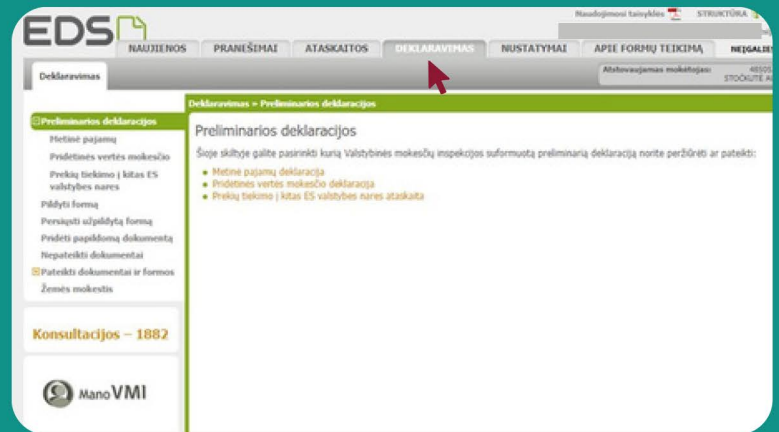 Naudojimosi taisyklės STRUKTŪRA
EDS
NAUJIENOS PRANEŠIMAI ATASKAITOS DEKLARAVIMAS NUSTATYMAI APIE FORMŲ TEIKIMĄ
Deklaravimas
Atstovaujamas mokėtojas:
Deklaravimas » Preliminarios deklaracijos
Preliminarios deklaracijos
Metinė pajamų
Pridėtinės vertės mokesčio
Prekių tiekimo į kitas ES
valstybes nares
Pildyti formą
Persiųsti užpildytą formą
Pridėti papildomą dokumentą
Nepateikti dokumentai
Pateikti dokumentai ir formos
Žemės mokestis
Preliminarios deklaracijos
Šioje skiltyje galite pasirinkti kurią Valstybinės mokesčių inspekcijos suformuotą preliminarią deklaraciją norite peržiūrėti ar pateikti:
Metinė pajamų deklaracija
Pridėtinės vertės mokesčio deklaracija
Prekių tiekimo į kitas ES valstybes nares ataskaita
Konsultacijos – 1882
Mano VMI